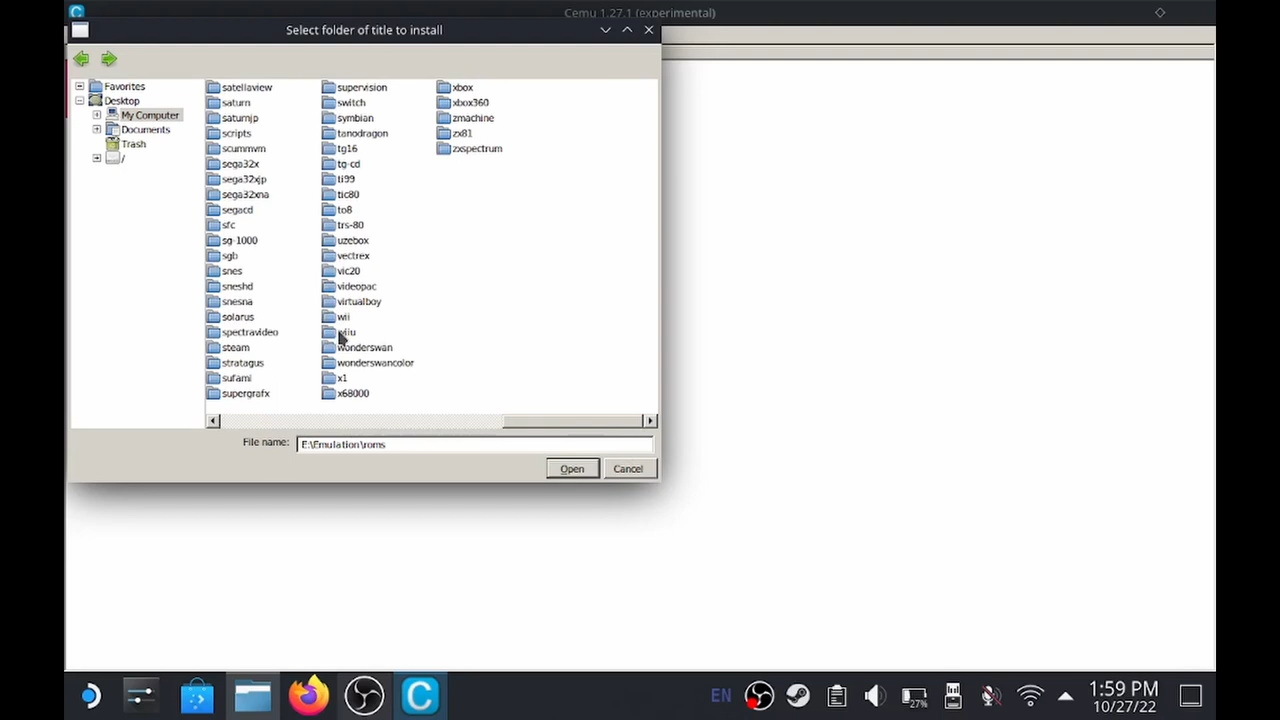 Cemu 1.27.1 (experimental)
Select folder of title to install
Favorites
Desktop
My Computer
Documents
Trash
/
satellaview
saturn
saturnjp
scripts
scummvm
sega32x
sega32xjp
sega32xna
segacd
sfc
sg-1000
sgb
snes
sneshd
snesna
solarus
spectravideo
steam
stratagus
sufami
supergrafx
supervision
switch
symbian
tanodragon
tg16
tg-cd
ti99
tic80
to8
trs-80
uzebox
vectrex
vic20
videopac
virtualboy
wii
wiiu
wonderswan
wonderswancolor
x1
x68000
xbox
xbox360
zmachine
zx81
zxspectrum
File name: E:\Emulation\roms
Open Cancel
EN
27%
1:59 PM
10/27/22